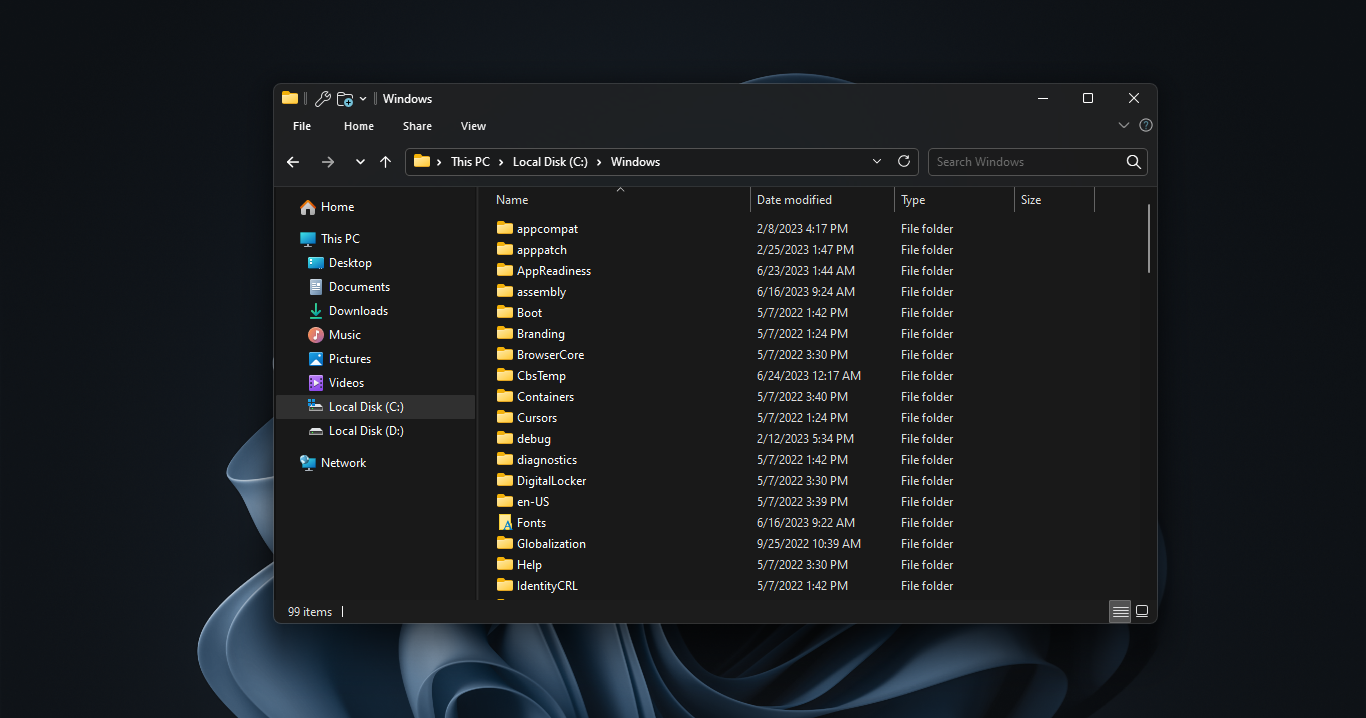 Windows
File Home Share View
This PC Local Disk (C:) Windows Search Windows
Name Date modified Type Size
Home
This PC
Desktop
Documents
Downloads
Music
Pictures
Videos
Local Disk (C:)
Local Disk (D:)
Network
appcompat 2/8/2023 4:17 PM File folder
apppatch 2/25/2023 1:47 PM File folder
AppReadiness 6/23/2023 1:44 AM File folder
assembly 6/16/2023 9:24 AM File folder
Boot 5/7/2022 1:42 PM File folder
Branding 5/7/2022 1:24 PM File folder
BrowserCore 5/7/2022 3:30 PM File folder
CbsTemp 6/24/2023 12:17 AM File folder
Containers 5/7/2022 3:40 PM File folder
Cursors 5/7/2022 1:24 PM File folder
debug 2/12/2023 5:34 PM File folder
diagnostics 5/7/2022 1:42 PM File folder
DigitalLocker 5/7/2022 3:30 PM File folder
en-US 5/7/2022 3:39 PM File folder
Fonts 6/16/2023 9:22 AM File folder
Globalization 9/25/2022 10:39 AM File folder
Help 5/7/2022 3:30 PM File folder
IdentityCRL 5/7/2022 1:42 PM File folder
99 items